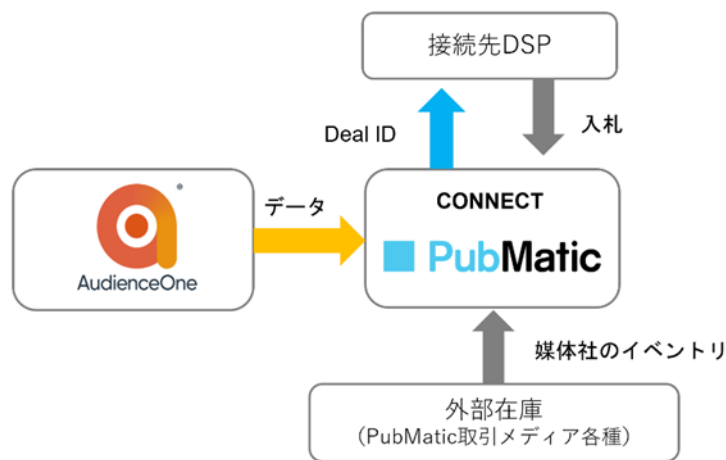 接続先DSP
Deal ID
入札
データ
AudienceOne
®
CONNECT
PubMatic
媒体社のイベントリ
外部在庫
(PubMatic取引メディア各種)